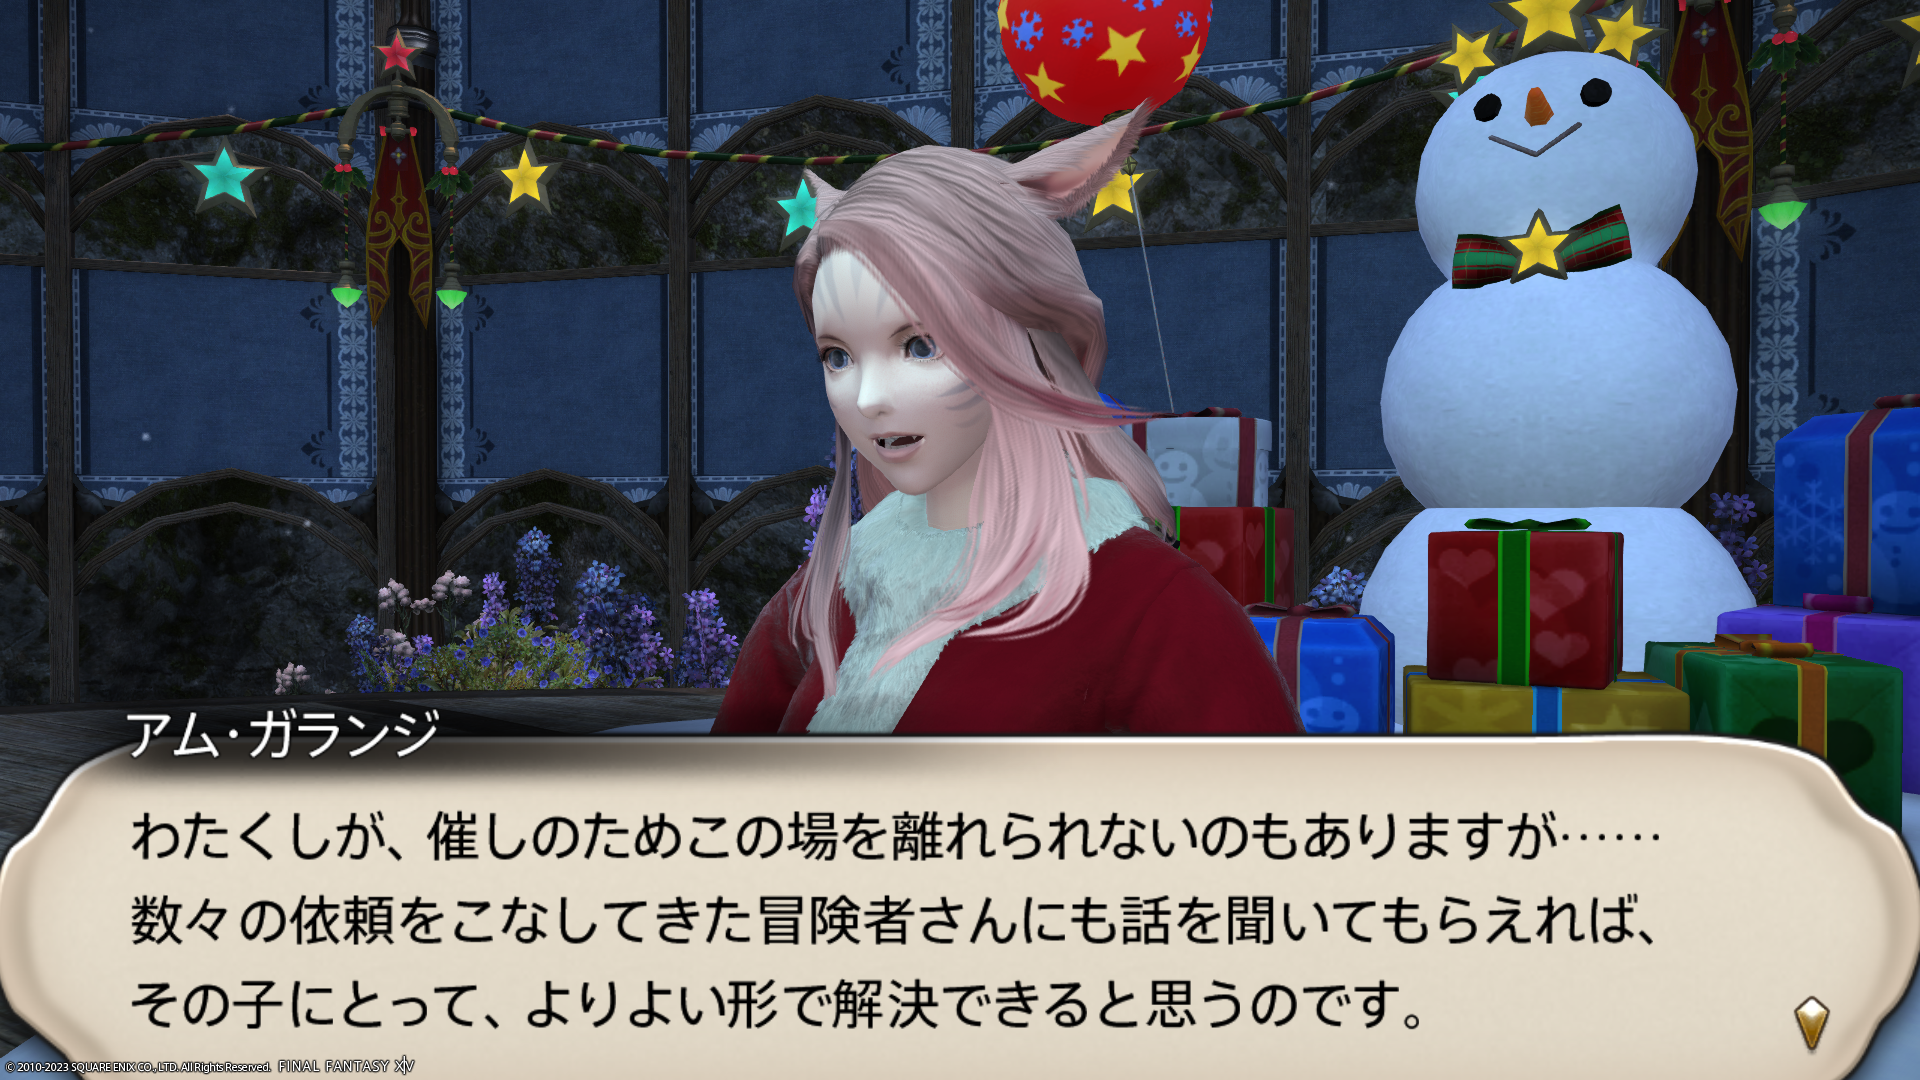 アム・ガランジ
わたくしが、催しのためこの場を離れられないのもありますが……
数々の依頼をこなしてきた冒険者さんにも話を聞いてもらえれば、
その子にとって、よりよい形で解決できると思うのです。
© 2010-2023 SQUARE ENIX CO., LTD. All Rights Reserved. FINAL FANTASY XIV